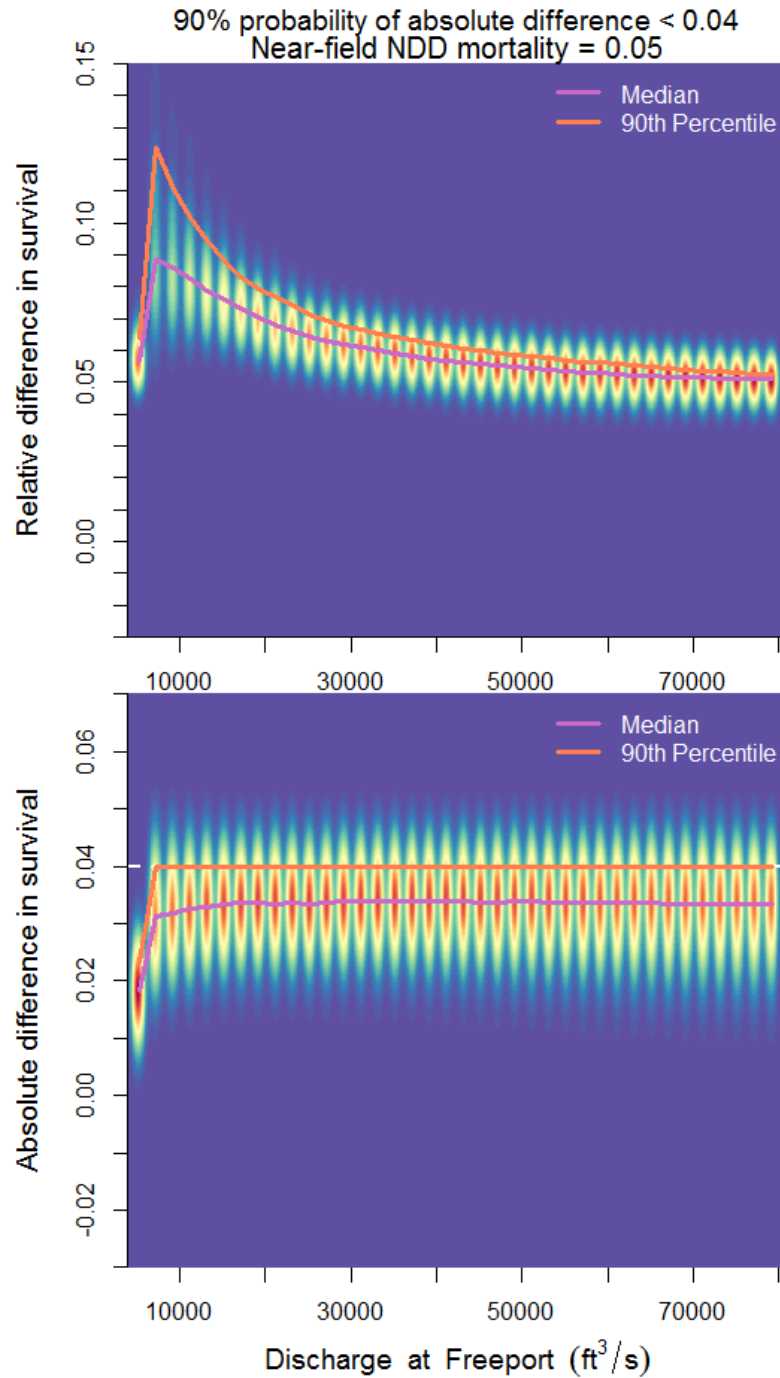 90% probability of absolute difference < 0.04
Near-field NDD mortality = 0.05
Median
90th Percentile
Relative difference in survival
0.15
0.10
0.05
0.00
10000 30000 50000 70000
Median
90th Percentile
Absolute difference in survival
0.06
0.04
0.02
0.00
-0.02
10000 30000 50000 70000
Discharge at Freeport (ft³/s)